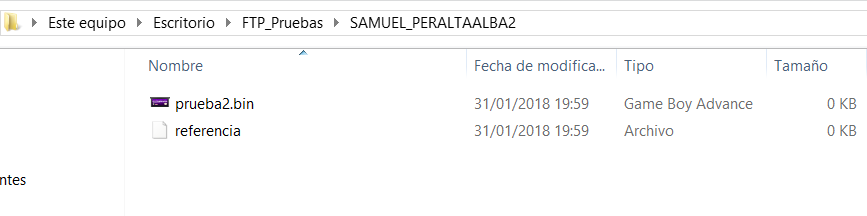 Este equipo Escritorio FTP_Pruebas SAMUEL_PERALTAALBA2
Nombre Fecha de modifica... Tipo Tamaño
prueba2.bin 31/01/2018 19:59 Game Boy Advance 0 KB
referencia 31/01/2018 19:59 Archivo 0 KB
ntes